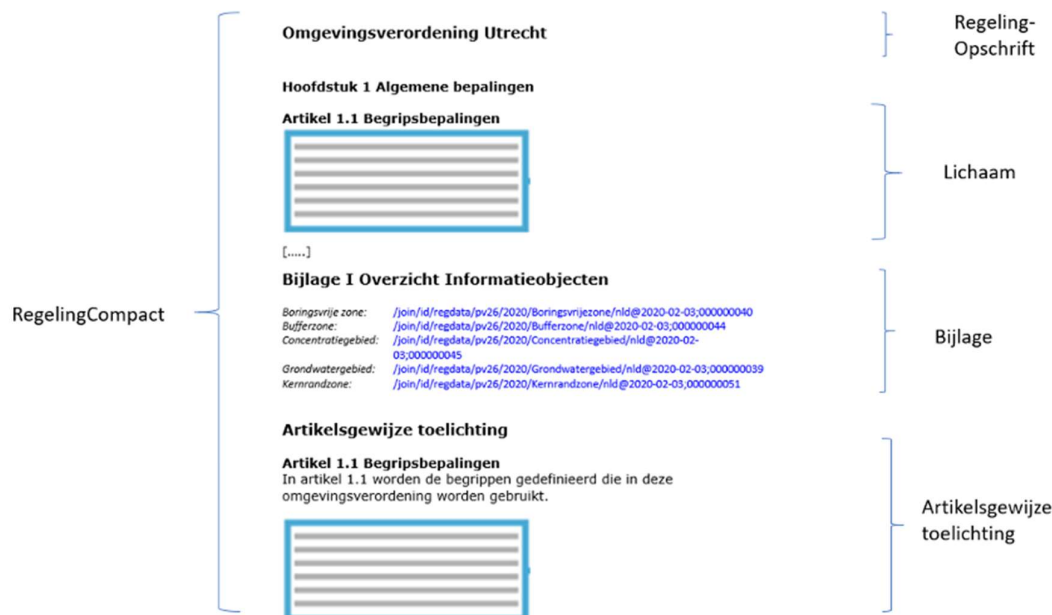 Omgevingsverordening Utrecht
Regeling-
Opschrift
Hoofdstuk 1 Algemene bepalingen
Artikel 1.1 Begripsbepalingen
Lichaam
[.....]
Bijlage I Overzicht Informatieobjecten
RegelingCompact
Boringsvrije zone: /join/id/regdata/pv26/2020/Boringsvrijezone/nld@2020-02-03;000000040
Bufferzone: /join/id/regdata/pv26/2020/Bufferzone/nld@2020-02-03;000000044
Concentratiegebied: /join/id/regdata/pv26/2020/Concentratiegebied/nld@2020-02-
03;000000045
Grondwatergebied: /join/id/regdata/pv26/2020/Grondwatergebied/nld@2020-02-03;000000039
Kernrandzone: /join/id/regdata/pv26/2020/Kernrandzone/nld@2020-02-03;000000051
Bijlage
Artikelsgewijze toelichting
Artikel 1.1 Begripsbepalingen
In artikel 1.1 worden de begrippen gedefinieerd die in deze
omgevingsverordening worden gebruikt.
Artikelsgewijze
toelichting